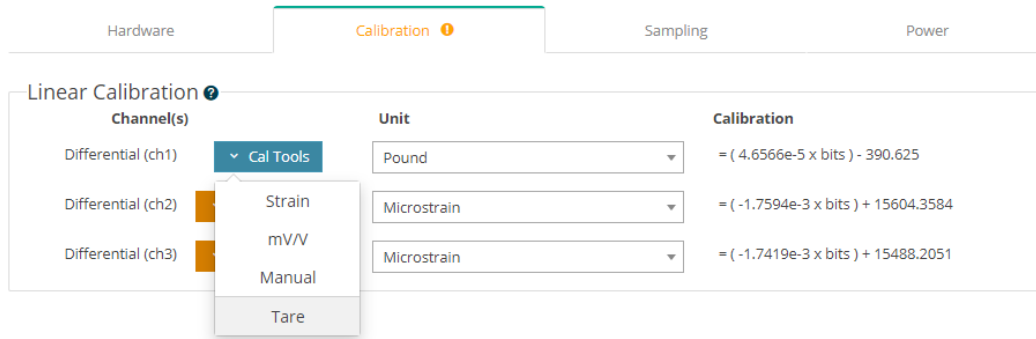 Hardware Calibration Sampling Power
Linear Calibration
Channel(s) Unit Calibration
Differential (ch1) Cal Tools Pound = ( 4.6566e-5 x bits ) - 390.625
Strain
Differential (ch2) Microstrain = ( -1.7594e-3 x bits ) + 15604.3584
mV/V
Differential (ch3) Microstrain = ( -1.7419e-3 x bits ) + 15488.2051
Manual
Tare